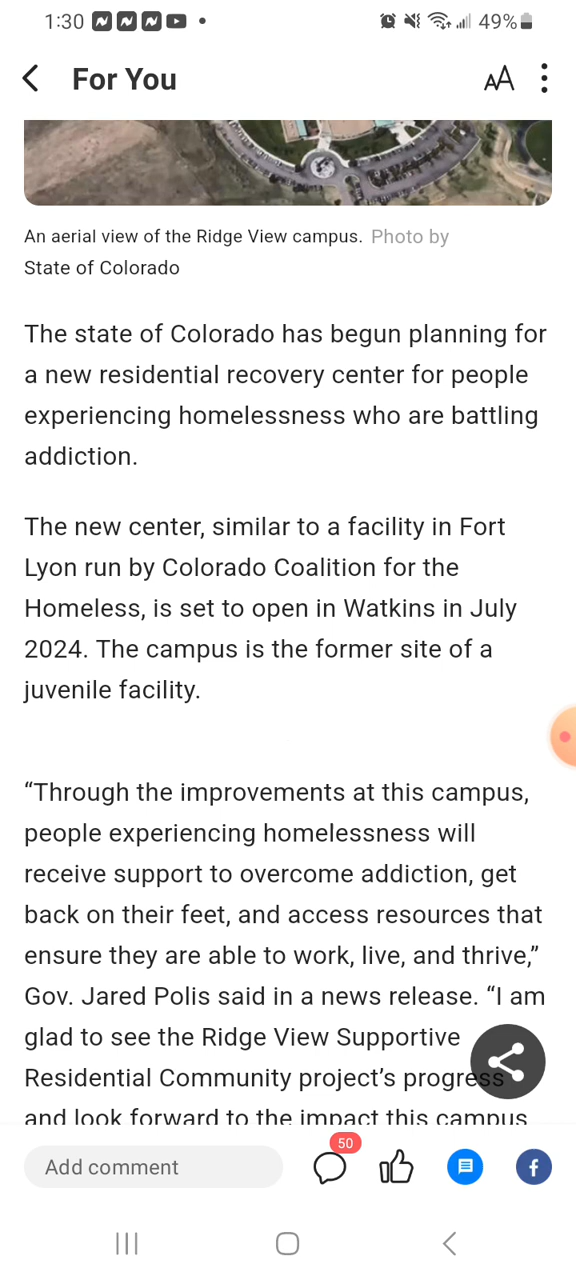 1:30
49%
For You
AA
An aerial view of the Ridge View campus. Photo by
State of Colorado
The state of Colorado has begun planning for
a new residential recovery center for people
experiencing homelessness who are battling
addiction.
The new center, similar to a facility in Fort
Lyon run by Colorado Coalition for the
Homeless, is set to open in Watkins in July
2024. The campus is the former site of a
juvenile facility.
“Through the improvements at this campus,
people experiencing homelessness will
receive support to overcome addiction, get
back on their feet, and access resources that
ensure they are able to work, live, and thrive,”
Gov. Jared Polis said in a news release. “I am
glad to see the Ridge View Supportive
Residential Community project’s progress
and look forward to the impact this campus
50
Add comment